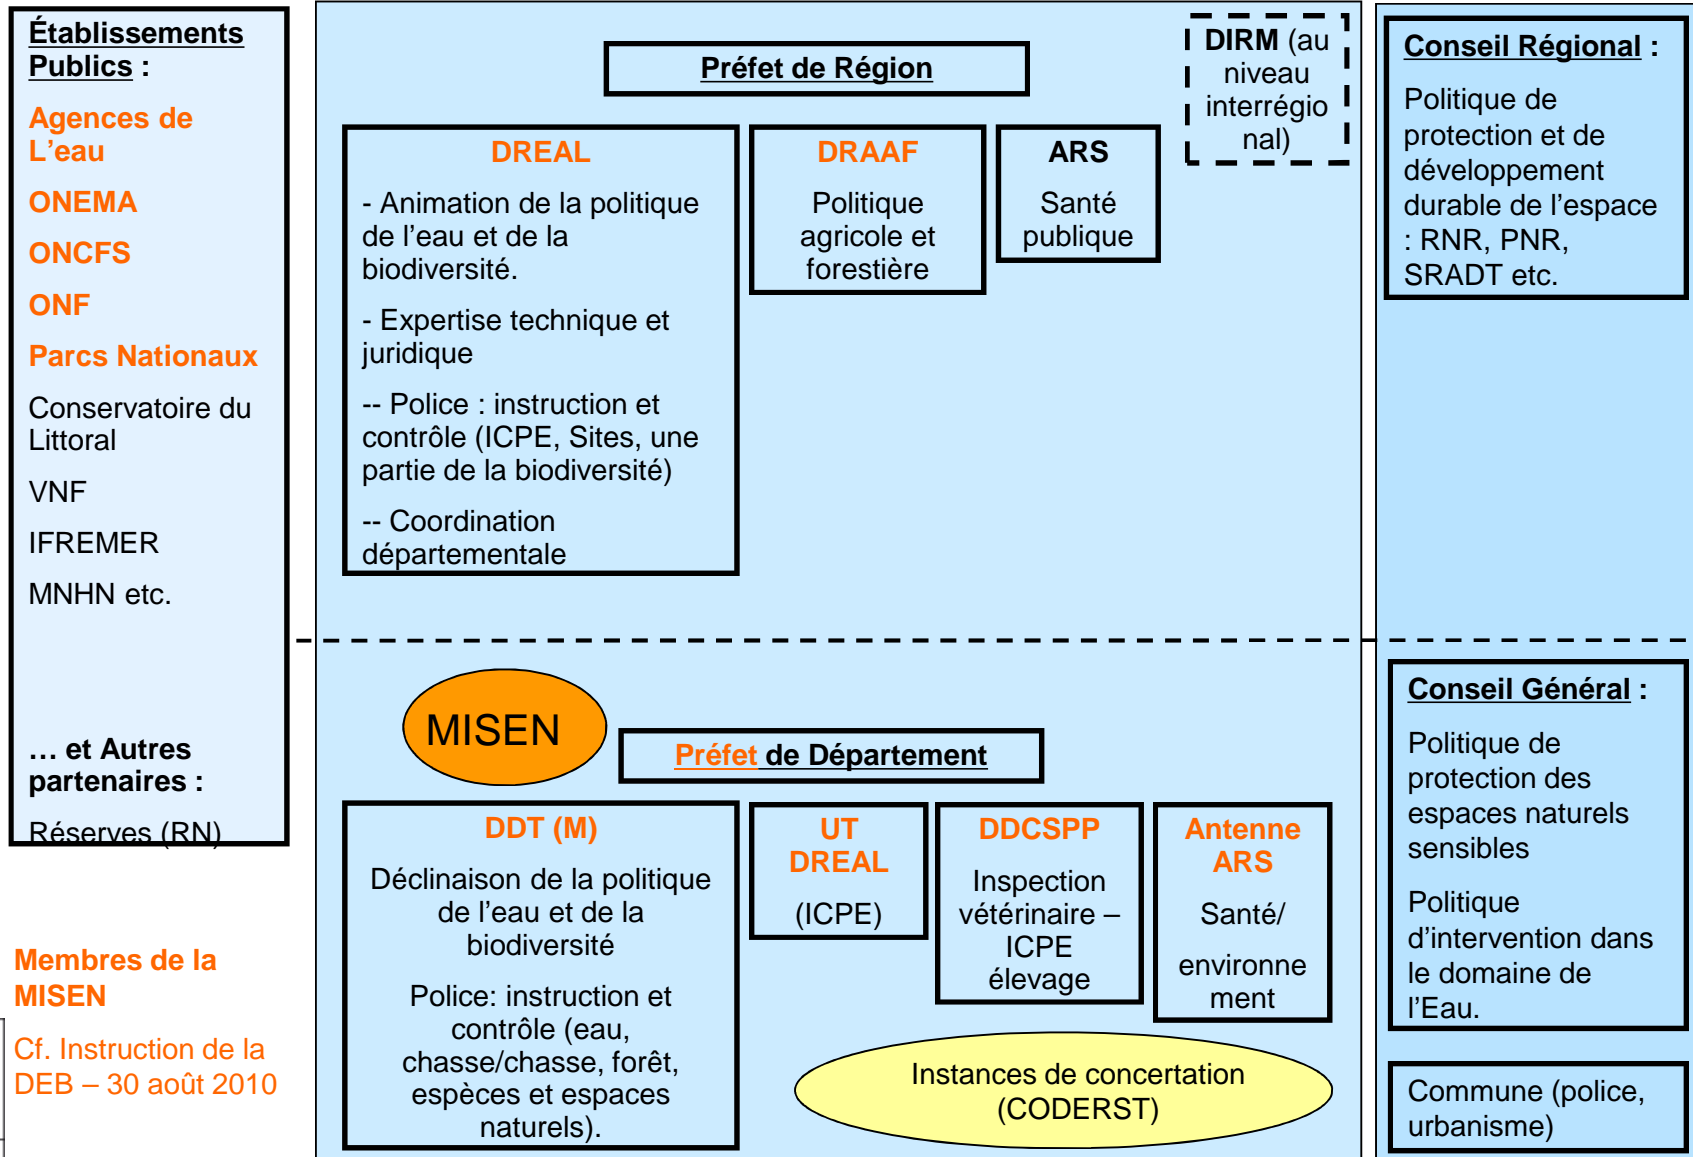 Établissements
Publics :
Agences de
L'eau
ONEMA
ONCFS
ONF
Parcs Nationaux
Conservatoire du
Littoral
VNF
IFREMER
MNHN etc.
… et Autres
partenaires :
Réserves (RN)
Membres de la
MISEN
Cf. Instruction de la
DEB – 30 août 2010
Préfet de Région
DIRM (au
niveau
interrégio
nal)
DREAL
- Animation de la politique
de l'eau et de la
biodiversité.
- Expertise technique et
juridique
-- Police : instruction et
contrôle (ICPE, Sites, une
partie de la biodiversité)
-- Coordination
départementale
DRAAF
Politique
agricole et
forestière
ARS
Santé
publique
MISEN
Préfet de Département
DDT (M)
Déclinaison de la politique
de l'eau et de la
biodiversité
Police: instruction et
contrôle (eau,
chasse/chasse, forêt,
espèces et espaces
naturels).
UT
DREAL
(ICPE)
DDCSPP
Inspection
vétérinaire –
ICPE
élevage
Antenne
ARS
Santé/
environne
ment
Instances de concertation
(CODERST)
Conseil Régional :
Politique de
protection et de
développement
durable de l'espace
: RNR, PNR,
SRADT etc.
Conseil Général :
Politique de
protection des
espaces naturels
sensibles
Politique
d'intervention dans
le domaine de
l'Eau.
Commune (police,
urbanisme)